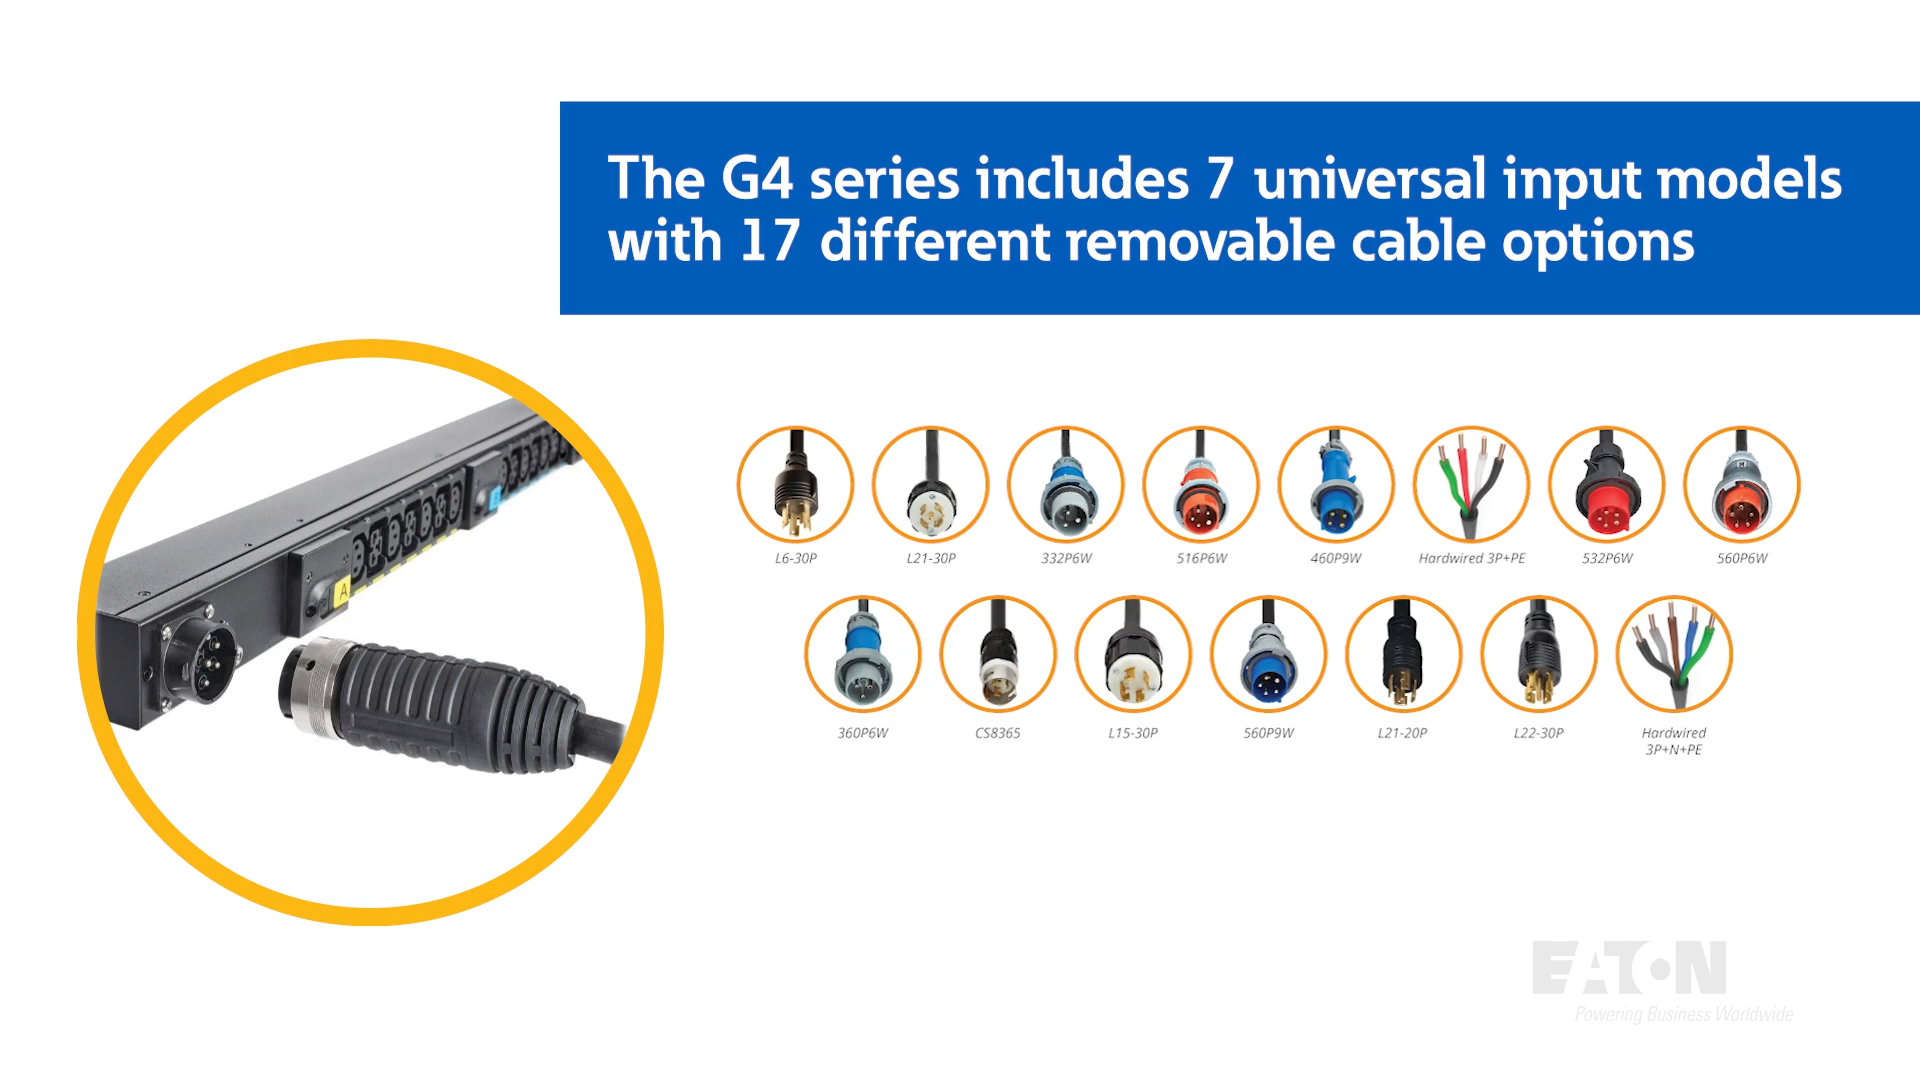 The G4 series includes 7 universal input models
with 17 different removable cable options
A
L6-30P
L21-30P
332P6W
516P6W
460P9W
Hardwired 3P+PE
532P6W
560P6W
360P6W
CS8365
L15-30P
560P9W
L21-20P
L22-30P
Hardwired
3P+N+PE
EATON
Powering Business Worldwide